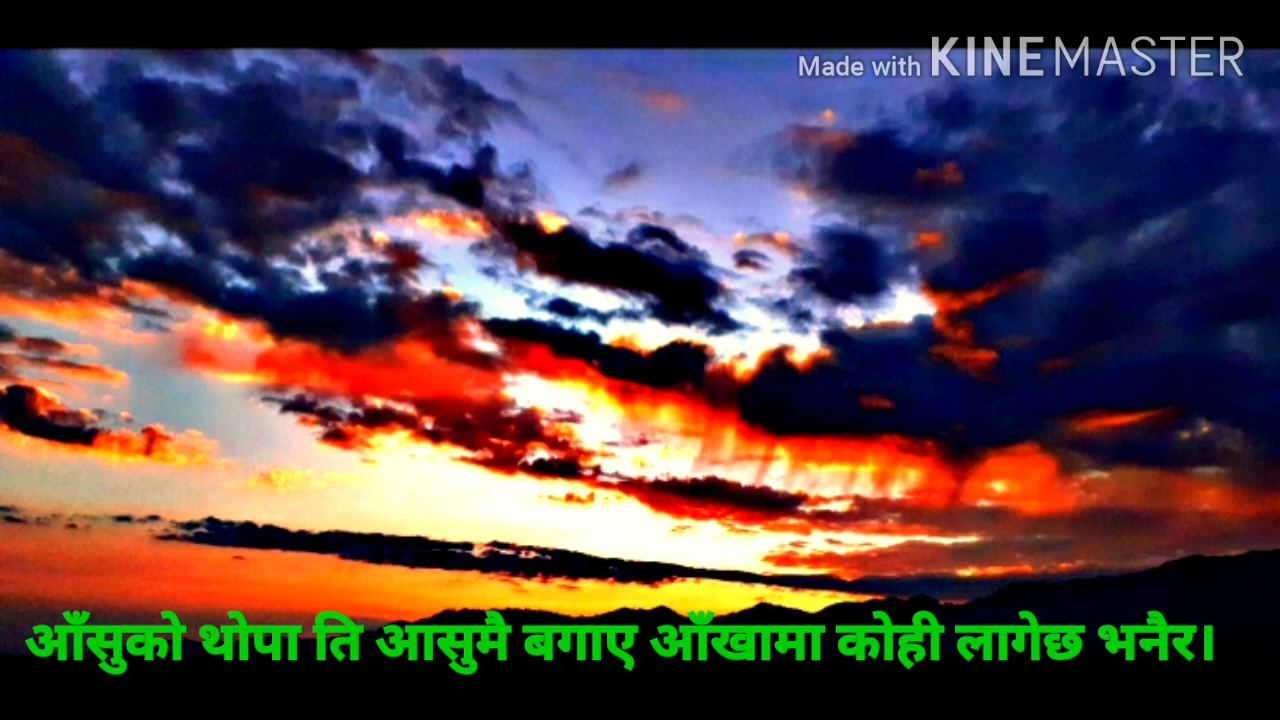 Made with KINEMASTER
आँसुको थोपा ति आसुमै बगाए आँखामा कोही लागेछ भनैर।